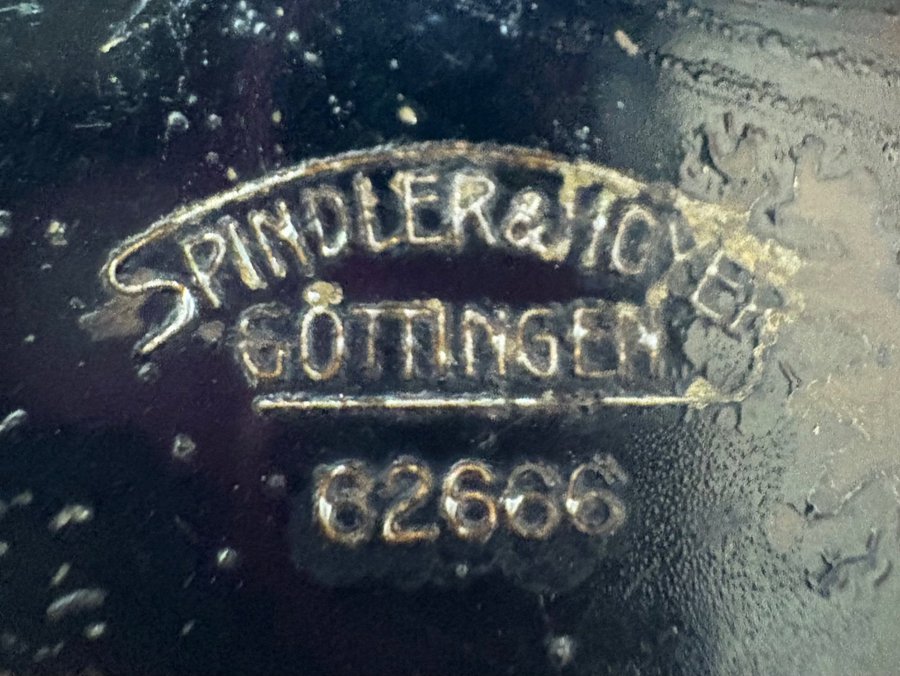 SPINDLER & HOYER
GÖTTINGEN
62666